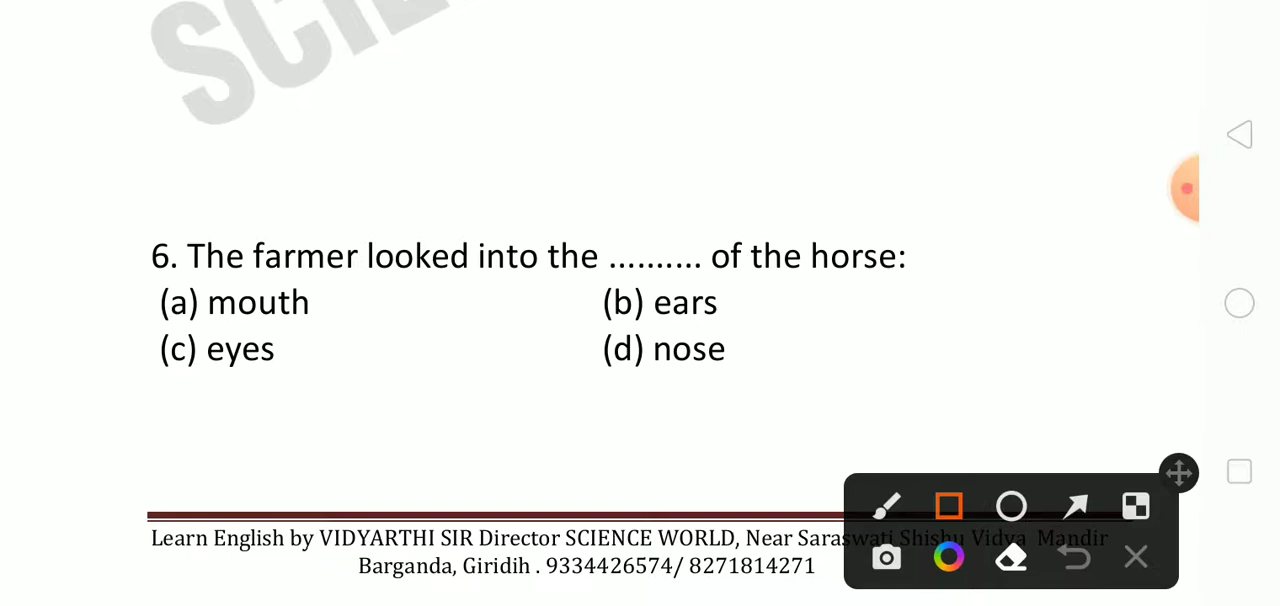 SCIE
6. The farmer looked into the .......... of the horse:
(a) mouth (b) ears
(c) eyes (d) nose
Learn English by VIDYARTHI SIR Director SCIENCE WORLD, Near Saraswati Shishu Vidya Mandir
Barganda, Giridih . 9334426574/ 8271814271